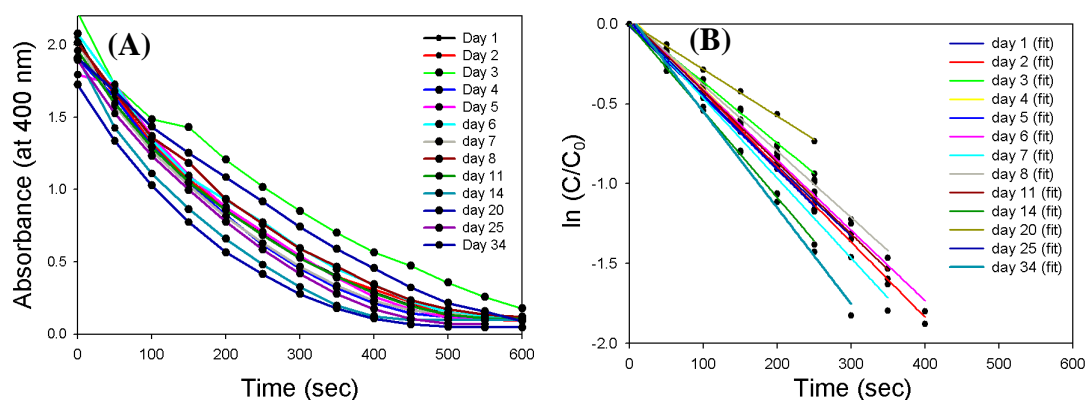 (A)
Absorbance (at 400 nm)
2.0
1.5
1.0
0.5
0.0
0 100 200 300 400 500 600
Time (sec)
Day 1
Day 2
Day 3
Day 4
Day 5
day 6
day 7
day 8
day 11
day 14
day 20
day 25
Day 34
(B)
ln (C/C0)
0.0
-0.5
-1.0
-1.5
-2.0
0 100 200 300 400 500 600
Time (sec)
day 1 (fit)
day 2 (fit)
day 3 (fit)
day 4 (fit)
day 5 (fit)
day 6 (fit)
day 7 (fit)
day 8 (fit)
day 11 (fit)
day 14 (fit)
day 20 (fit)
day 25 (fit)
day 34 (fit)